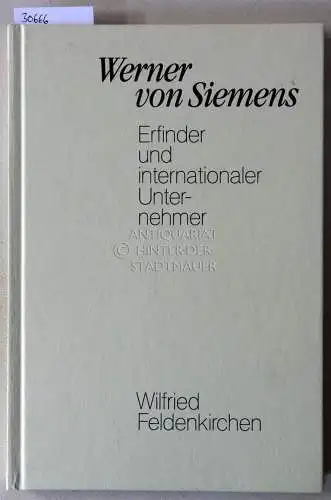 30666
Werner
von Siemens
Erfinder
und
internationaler
Unter-
nehmer
ANTIQUARIAT
HINTER·DER·
STADTMAUER
Wilfried
Feldenkirchen